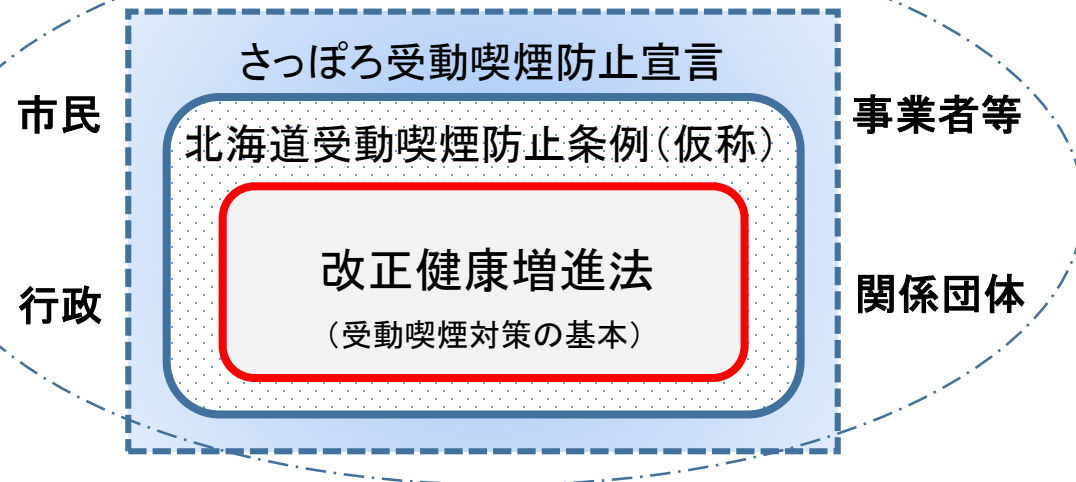 さっぽろ受動喫煙防止宣言
市民
事業者等
北海道受動喫煙防止条例（仮称）
改正健康増進法
（受動喫煙対策の基本）
行政
関係団体